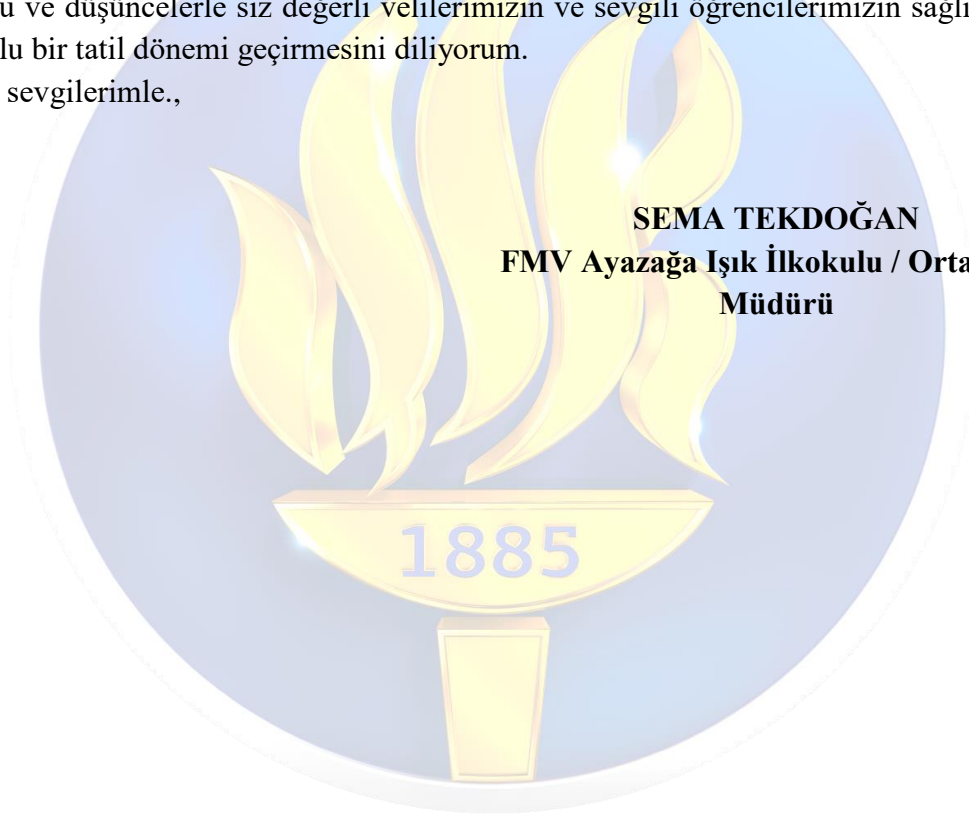 u ve düşüncelerle siz değerli velilerimizin ve sevgili öğrencilerimizin sağlı
lu bir tatil dönemi geçirmesini diliyorum.
sevgilerimle.,
SEMA TEKDOĞAN
FMV Ayazağa Işık İlkokulu / Orta
Müdürü
1885